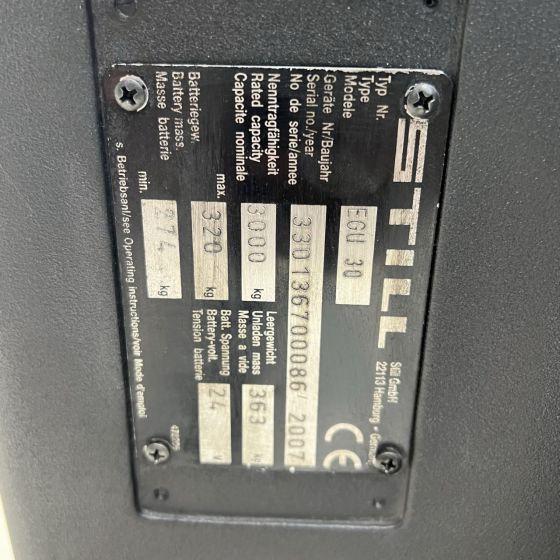 STILL
Still GmbH
22113 Hamburg • Germany
Typ Nr.
Type
Modele
EGU 30
Geräte Nr/Baujahr
Serial no./year
No de serie/annee
330136700086/2007
CE
Nenntragfähigkeit
Rated capacity
Capacite nominale
3000 kg
Leergewicht
Unladen mass
Masse a vide
363 kg
Batteriegew.
Battery mass.
Masse batterie
max. 320 kg
min. 274 kg
Batt. Spannung
Battery-volt.
Tension batterie
24 V
s. Betriebsanl/see Operating instructions/voir Mode d'emploi